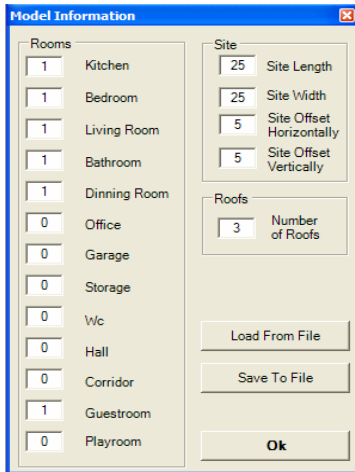 Model Information
Rooms
1 Kitchen
1 Bedroom
1 Living Room
1 Bathroom
1 Dinning Room
0 Office
0 Garage
0 Storage
0 Wc
0 Hall
0 Corridor
1 Guestroom
0 Playroom
Site
25 Site Length
25 Site Width
5 Site Offset
Horizontally
5 Site Offset
Vertically
Roofs
3 Number
of Roofs
Load From File
Save To File
Ok